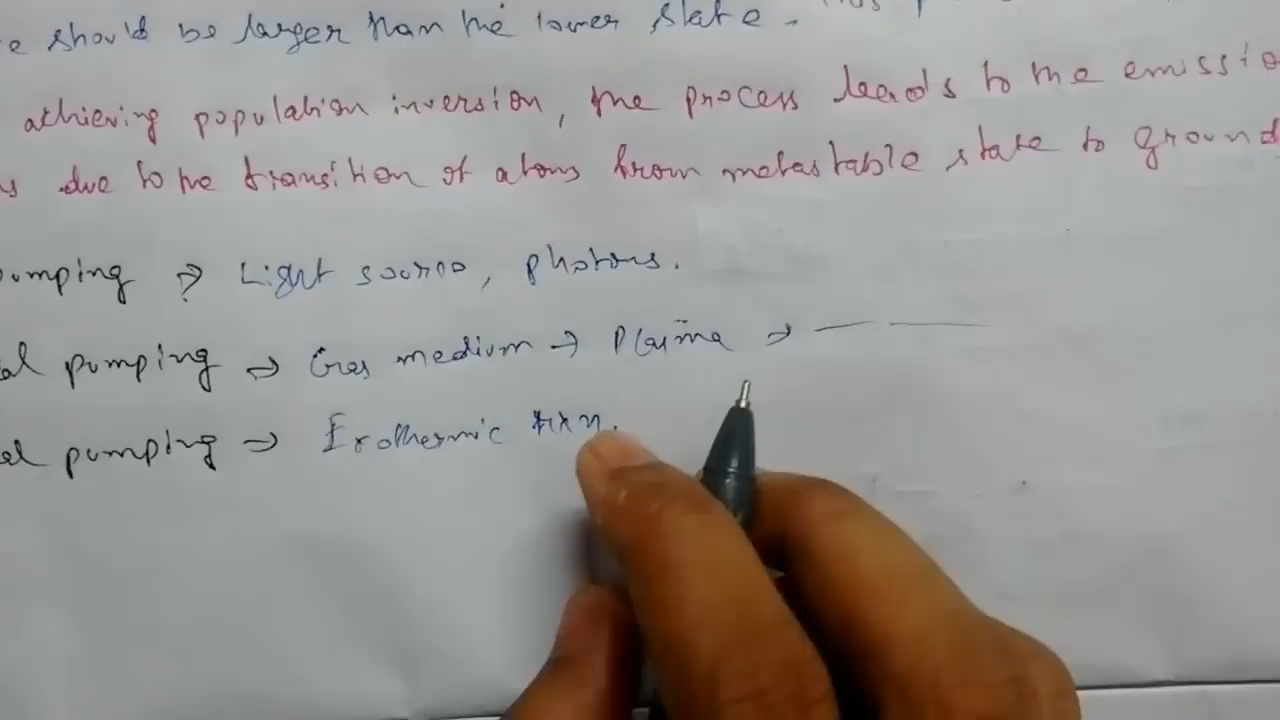 e should be larger than the lower state. Thus
achieving population inversion, the process leads to the emissio
s due to the transition of atoms from metastable state to ground
pumping → Light source, photons.
al pumping → Gas medium → Plasma →
al pumping → Exothermic rxn.